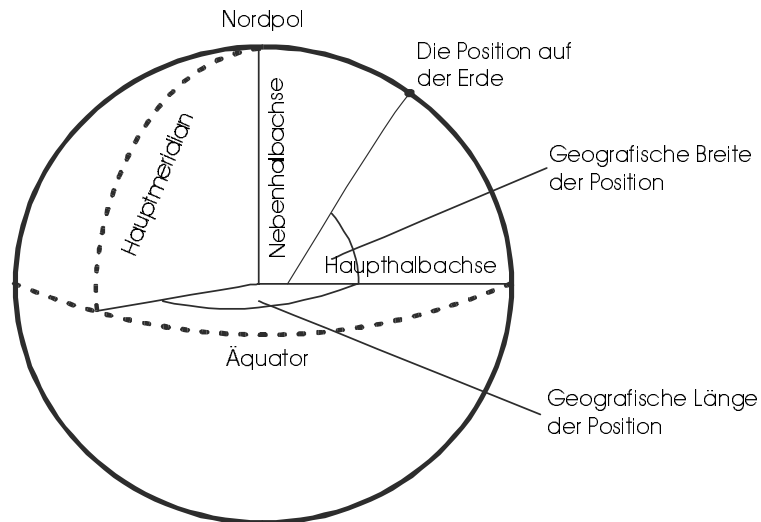 Nordpol
Die Position auf
der Erde
Hauptmeridian
Nebenhalbachse
Geografische Breite
der Position
Haupthalbachse
Äquator
Geografische Länge
der Position